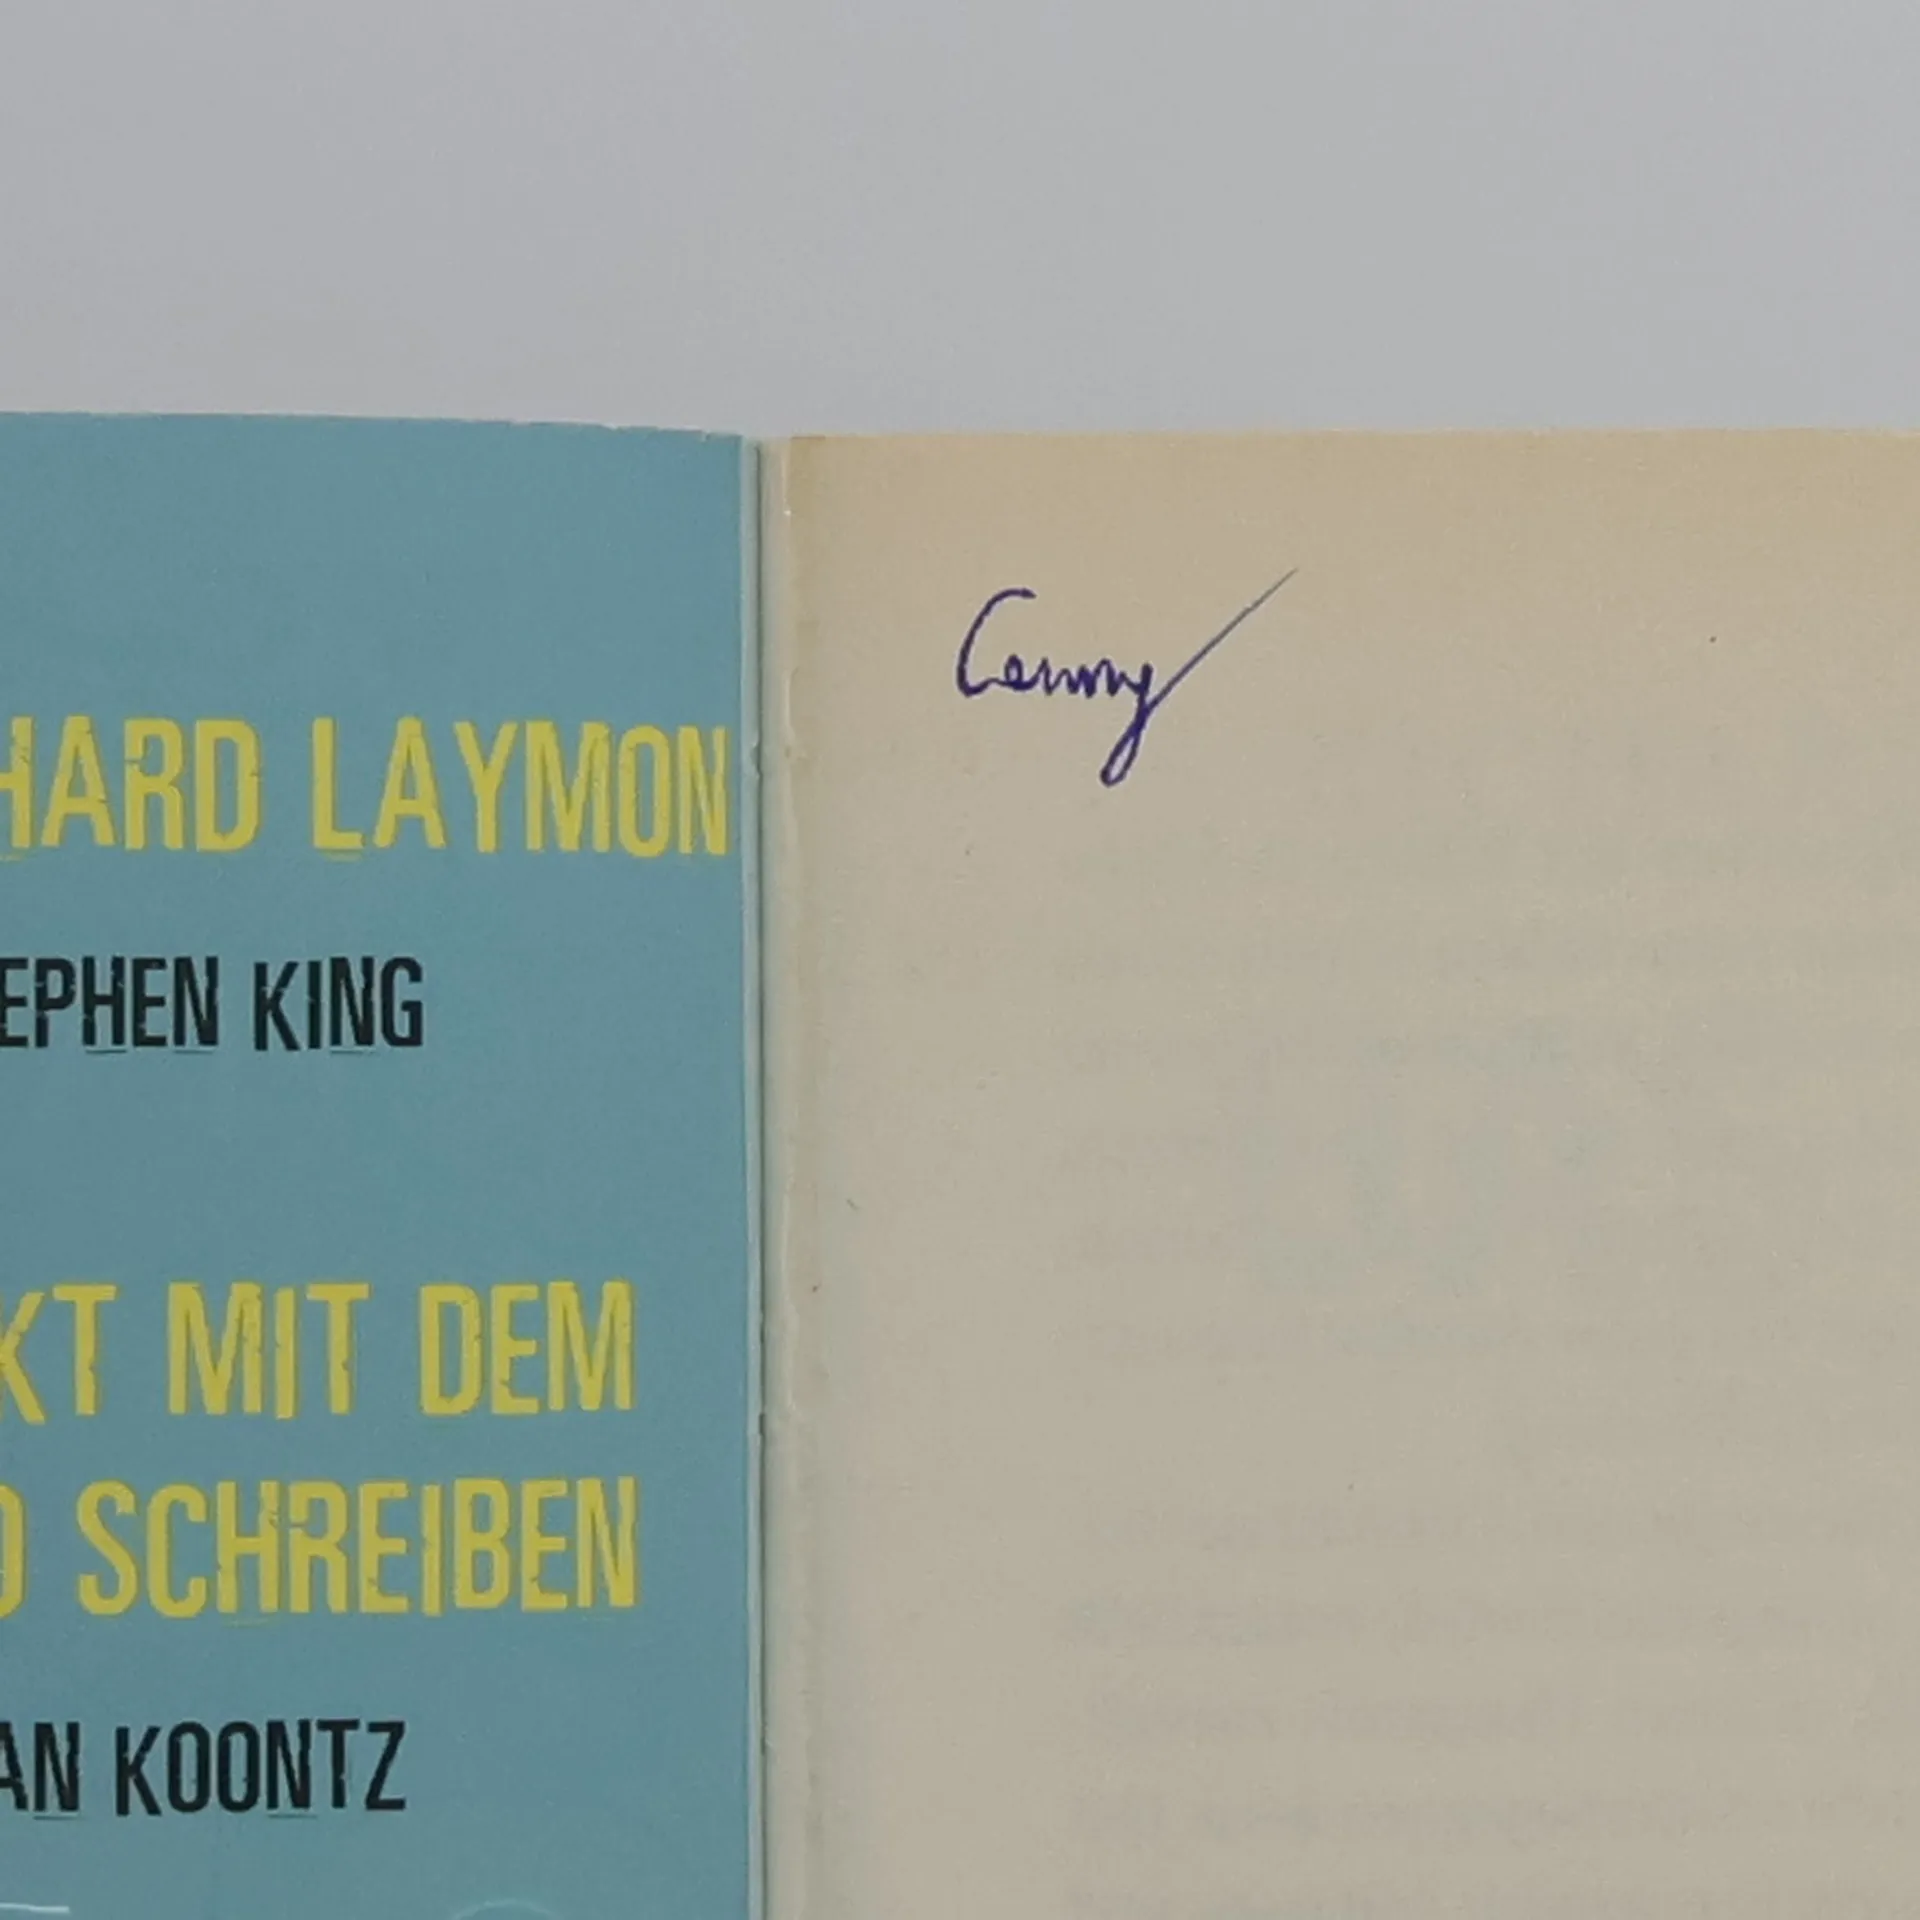 HARD LAYMON
EPHEN KING
KT MIT DEM
D SCHREIBEN
AN KOONTZ